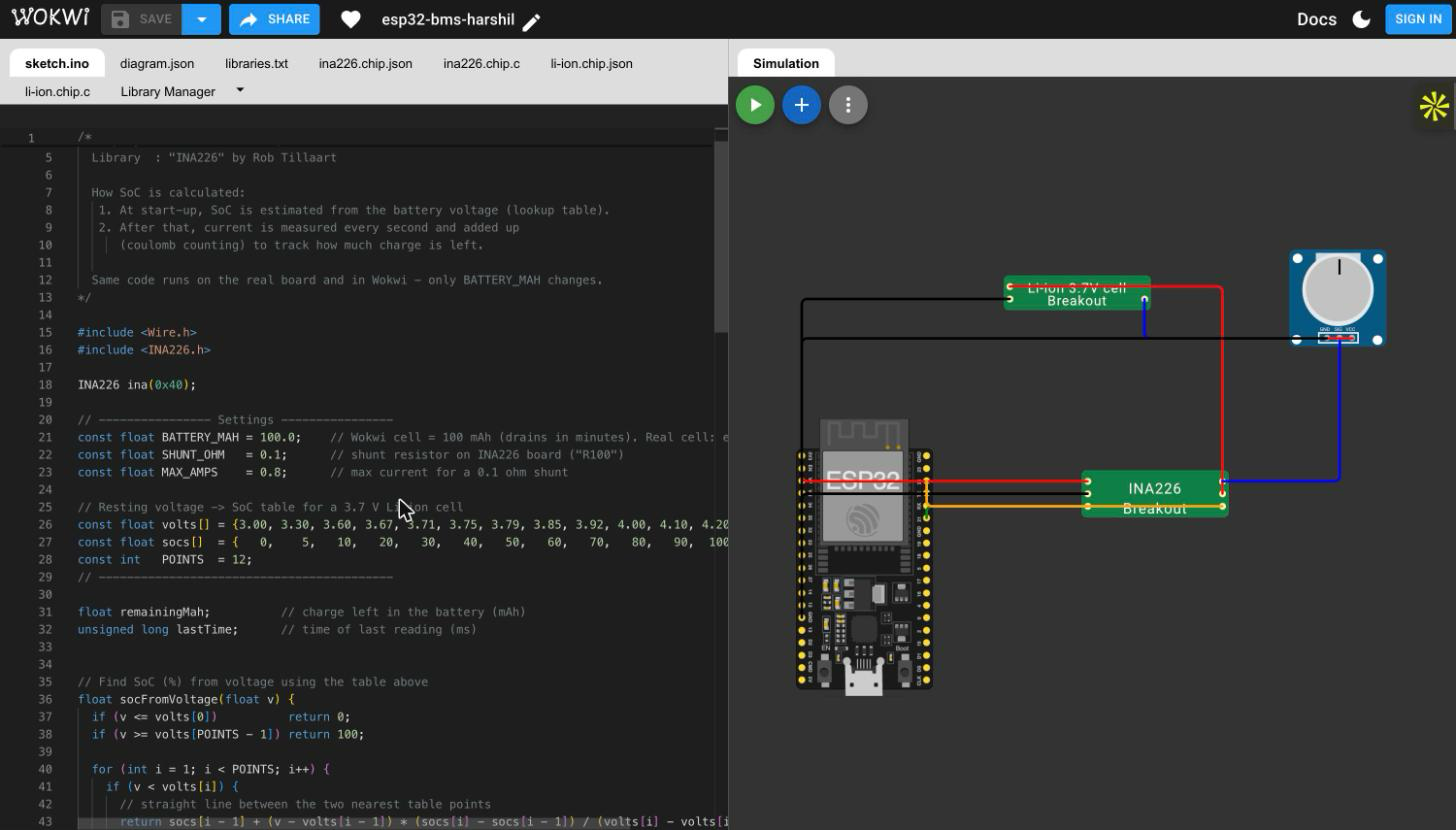 WOKWI SAVE SHARE esp32-bms-harshil Docs SIGN IN
sketch.ino diagram.json libraries.txt ina226.chip.json ina226.chip.c li-ion.chip.json
li-ion.chip.c Library Manager
1 /*
5 Library  : "INA226" by Rob Tillaart
6
7 How SoC is calculated:
8 1. At start-up, SoC is estimated from the battery voltage (lookup table).
9 2. After that, current is measured every second and added up
10 (coulomb counting) to track how much charge is left.
11
12 Same code runs on the real board and in Wokwi - only BATTERY_MAH changes.
13 */
14
15 #include <Wire.h>
16 #include <INA226.h>
17
18 INA226 ina(0x40);
19
20 // ---------------- Settings ----------------
21 const float BATTERY_MAH = 100.0;    // Wokwi cell = 100 mAh (drains in minutes). Real cell: e
22 const float SHUNT_OHM   = 0.1;      // shunt resistor on INA226 board ("R100")
23 const float MAX_AMPS    = 0.8;      // max current for a 0.1 ohm shunt
24
25 // Resting voltage -> SoC table for a 3.7 V Li-ion cell
26 const float volts[] = {3.00, 3.30, 3.60, 3.67, 3.71, 3.75, 3.79, 3.85, 3.92, 4.00, 4.10, 4.20
27 const float socs[]  = {   0,    5,   10,   20,   30,   40,   50,   60,   70,   80,   90,  100
28 const int   POINTS  = 12;
29 // ------------------------------------------
30
31 float remainingMah;          // charge left in the battery (mAh)
32 unsigned long lastTime;      // time of last reading (ms)
33
34
35 // Find SoC (%) from voltage using the table above
36 float socFromVoltage(float v) {
37 if (v <= volts[0])          return 0;
38 if (v >= volts[POINTS - 1]) return 100;
39
40 for (int i = 1; i < POINTS; i++) {
41 if (v < volts[i]) {
42 // straight line between the two nearest table points
43 return socs[i - 1] + (v - volts[i - 1]) * (socs[i] - socs[i - 1]) / (volts[i] - volts[i
Simulation
Li-ion 3.7V cell
Breakout
GND SIG VCC
ESP32
INA226
Breakout
EN Boot